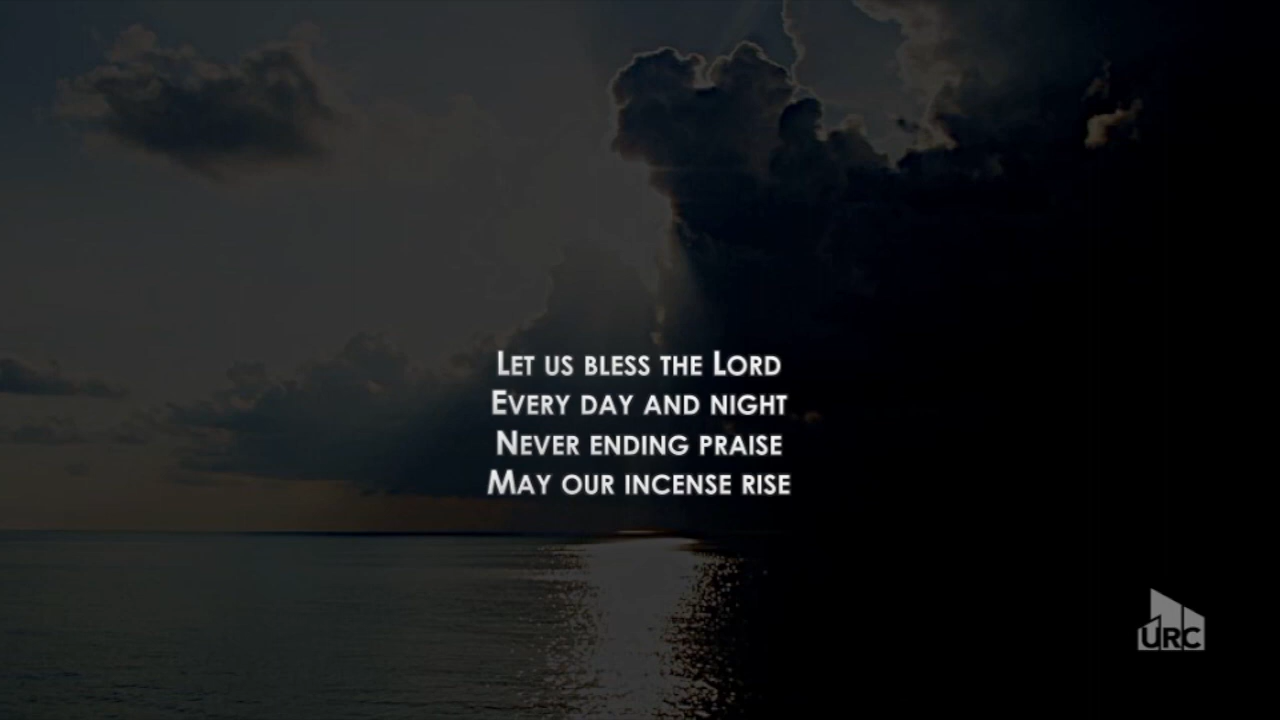 LET US BLESS THE LORD
EVERY DAY AND NIGHT
NEVER ENDING PRAISE
MAY OUR INCENSE RISE
URC